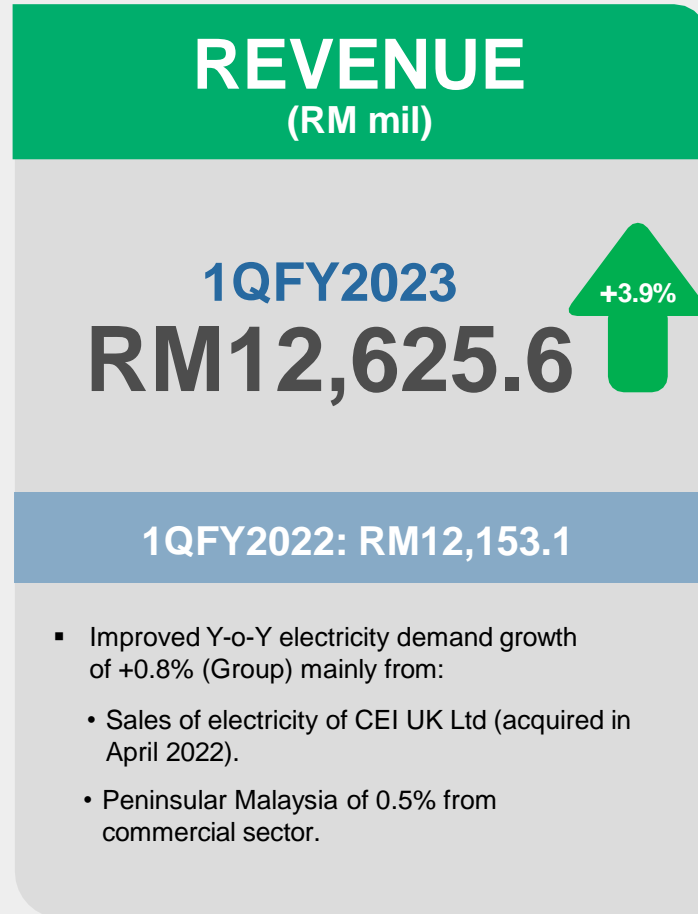 REVENUE
(RM mil)
1QFY2023
+3.9%
RM12,625.6
1QFY2022: RM12,153.1
▪ Improved Y-o-Y electricity demand growth
of +0.8% (Group) mainly from:
• Sales of electricity of CEI UK Ltd (acquired in
April 2022).
• Peninsular Malaysia of 0.5% from
commercial sector.